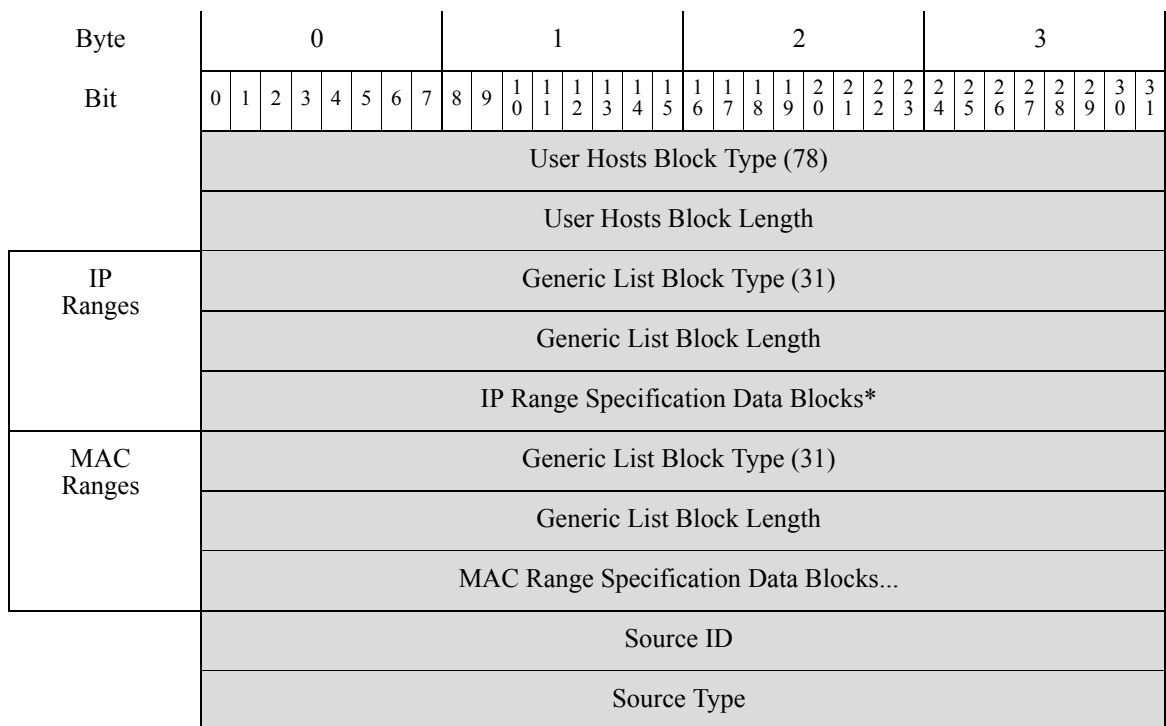 Byte 0 1 2 3
Bit 0 1 2 3 4 5 6 7 8 9 10 11 12 13 14 15 16 17 18 19 20 21 22 23 24 25 26 27 28 29 30 31
User Hosts Block Type (78)
User Hosts Block Length
IP
Ranges
Generic List Block Type (31)
Generic List Block Length
IP Range Specification Data Blocks*
MAC
Ranges
Generic List Block Type (31)
Generic List Block Length
MAC Range Specification Data Blocks...
Source ID
Source Type